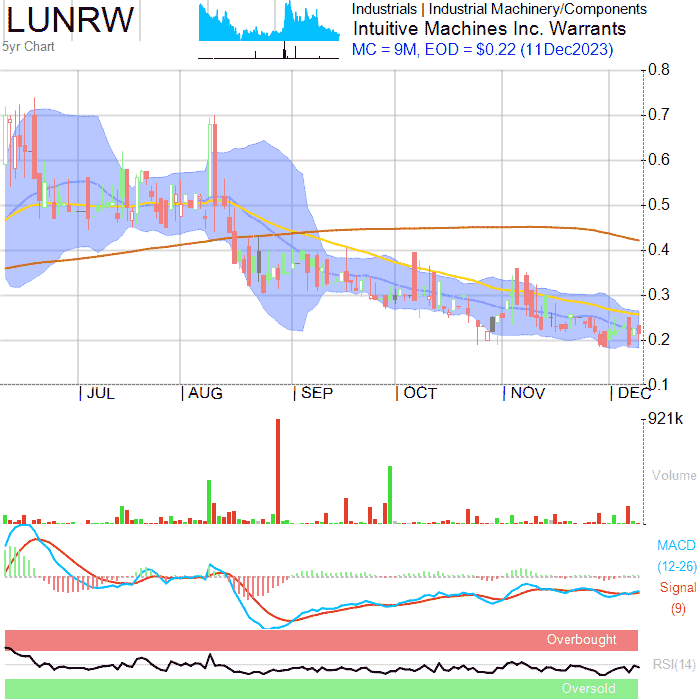 LUNRW
5yr Chart
Industrials | Industrial Machinery/Components
Intuitive Machines Inc. Warrants
MC = 9M, EOD = $0.22 (11Dec2023)
0.8
0.7
0.6
0.5
0.4
0.3
0.2
0.1
JUL AUG SEP OCT NOV DEC
921k
Volume
MACD
(12-26)
Signal
(9)
Overbought
RSI(14)
Oversold